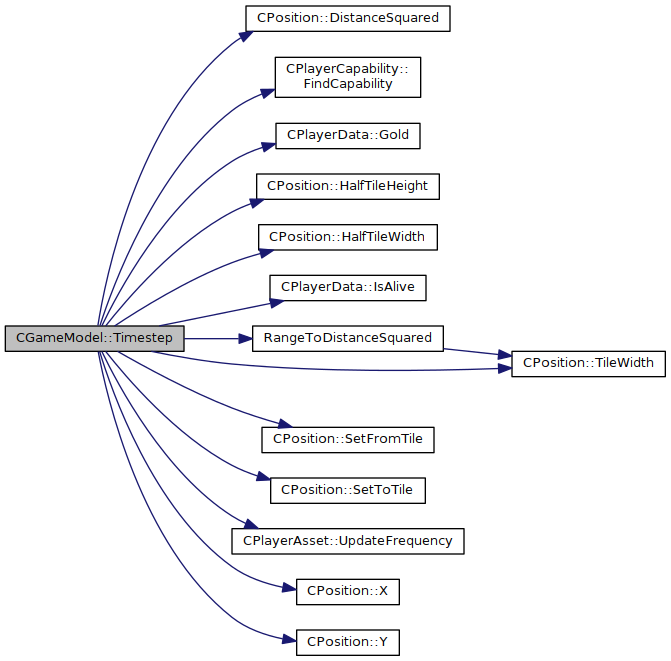 CPosition::DistanceSquared
CPlayerCapability::
FindCapability
CPlayerData::Gold
CPosition::HalfTileHeight
CPosition::HalfTileWidth
CPlayerData::IsAlive
CGameModel::Timestep
RangeToDistanceSquared
CPosition::TileWidth
CPosition::SetFromTile
CPosition::SetToTile
CPlayerAsset::UpdateFrequency
CPosition::X
CPosition::Y